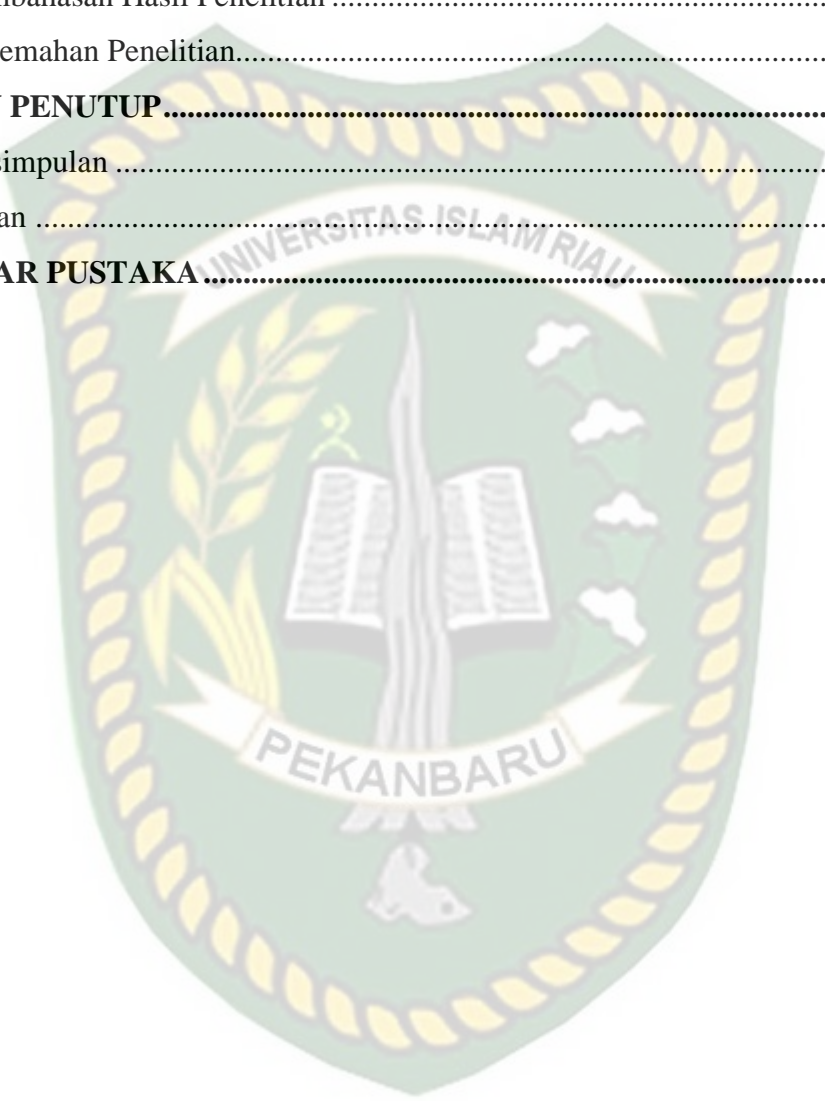 mbahasan Hasil Penelitian ...............................................................
emahan Penelitian...............................................................................
PENUTUP............................................................................................
simpulan ...............................................................................................
an ..........................................................................................................
AR PUSTAKA......................................................................................
UNIVERSITAS ISLAM RIAU
PEKANBARU